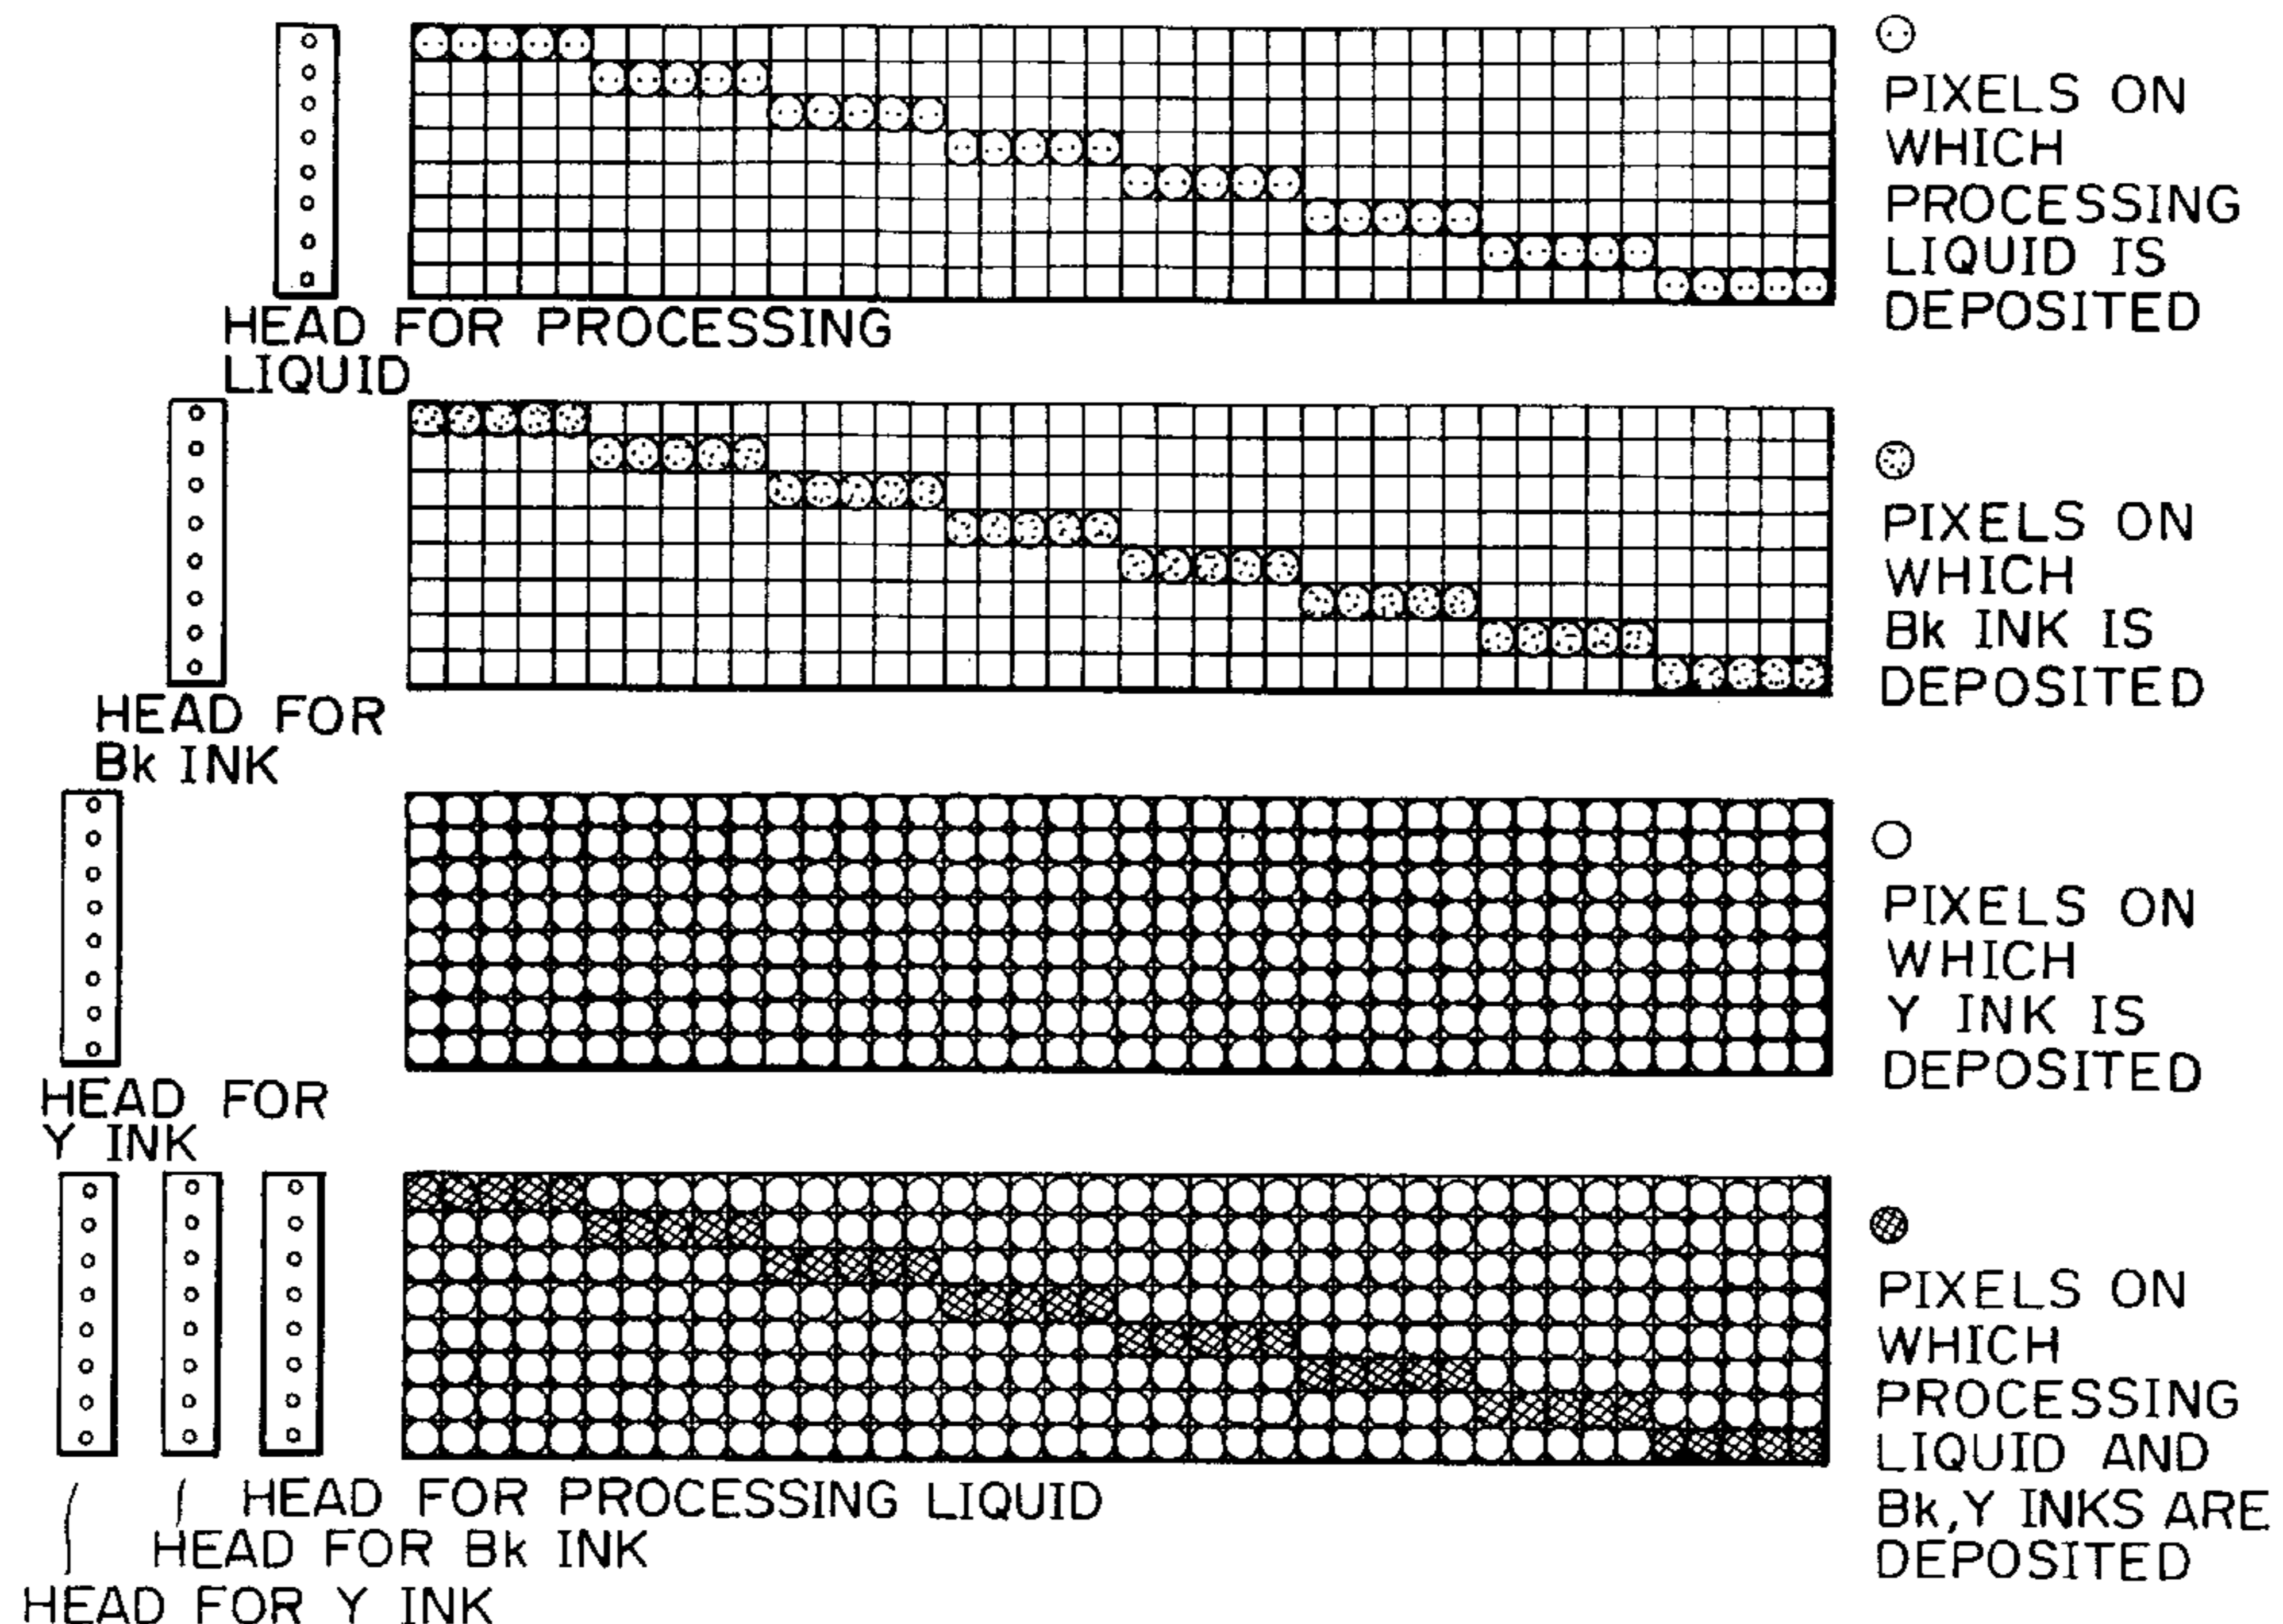 PIXELS ON
WHICH
PROCESSING
LIQUID IS
DEPOSITED
HEAD FOR PROCESSING
LIQUID
PIXELS ON
WHICH
Bk INK IS
DEPOSITED
HEAD FOR
Bk INK
PIXELS ON
WHICH
Y INK IS
DEPOSITED
HEAD FOR
Y INK
PIXELS ON
WHICH
PROCESSING
LIQUID AND
Bk,Y INKS ARE
DEPOSITED
HEAD FOR PROCESSING LIQUID
HEAD FOR Bk INK
HEAD FOR Y INK